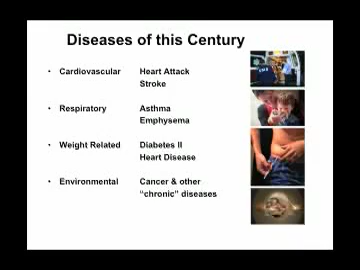 Diseases of this Century
• Cardiovascular Heart Attack
Stroke
• Respiratory Asthma
Emphysema
• Weight Related Diabetes II
Heart Disease
• Environmental Cancer & other
“chronic” diseases